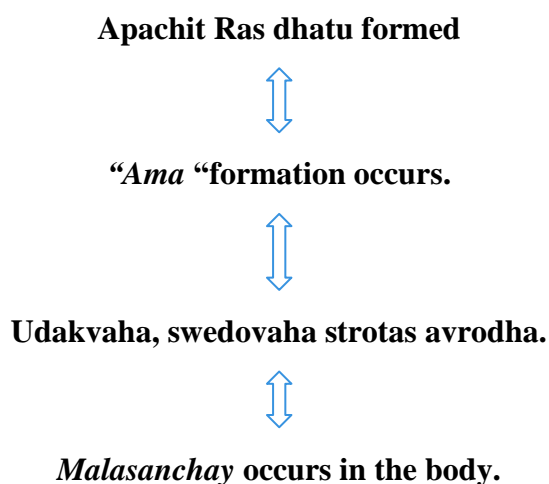 Apachit Ras dhatu formed
“Ama “formation occurs.
Udakvaha, swedovaha strotas avrodha.
Malasanchay occurs in the body.